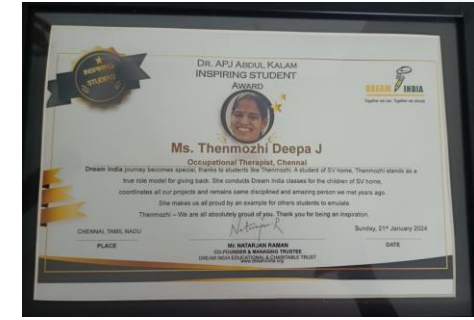 INSPIRING
STUDENT
DR. APJ ABDUL KALAM
INSPIRING STUDENT
AWARD
DREAM INDIA
Together we can. Together we should.
Ms. Thenmozhi Deepa J
Occupational Therapist, Chennai
Dream India journey becomes special, thanks to students like Thenmozhi. A student of SV home, Thenmozhi stands as a
true role model for giving back. She conducts Dream India classes for the children of SV home,
coordinates all our projects and remains same disciplined and amazing person we met years ago.
She makes us all proud by an example for others students to emulate.
Thenmozhi – We are all absolutely proud of you. Thank you for being an inspiration.
Natarajan R
CHENNAI, TAMIL NADU
Sunday, 21st January 2024
PLACE
Mr. NATARJAN RAMAN
DATE
CO-FOUNDER & MANAGING TRUSTEE
DREAM INDIA EDUCATIONAL & CHARITABLE TRUST
www.dreamindia.org